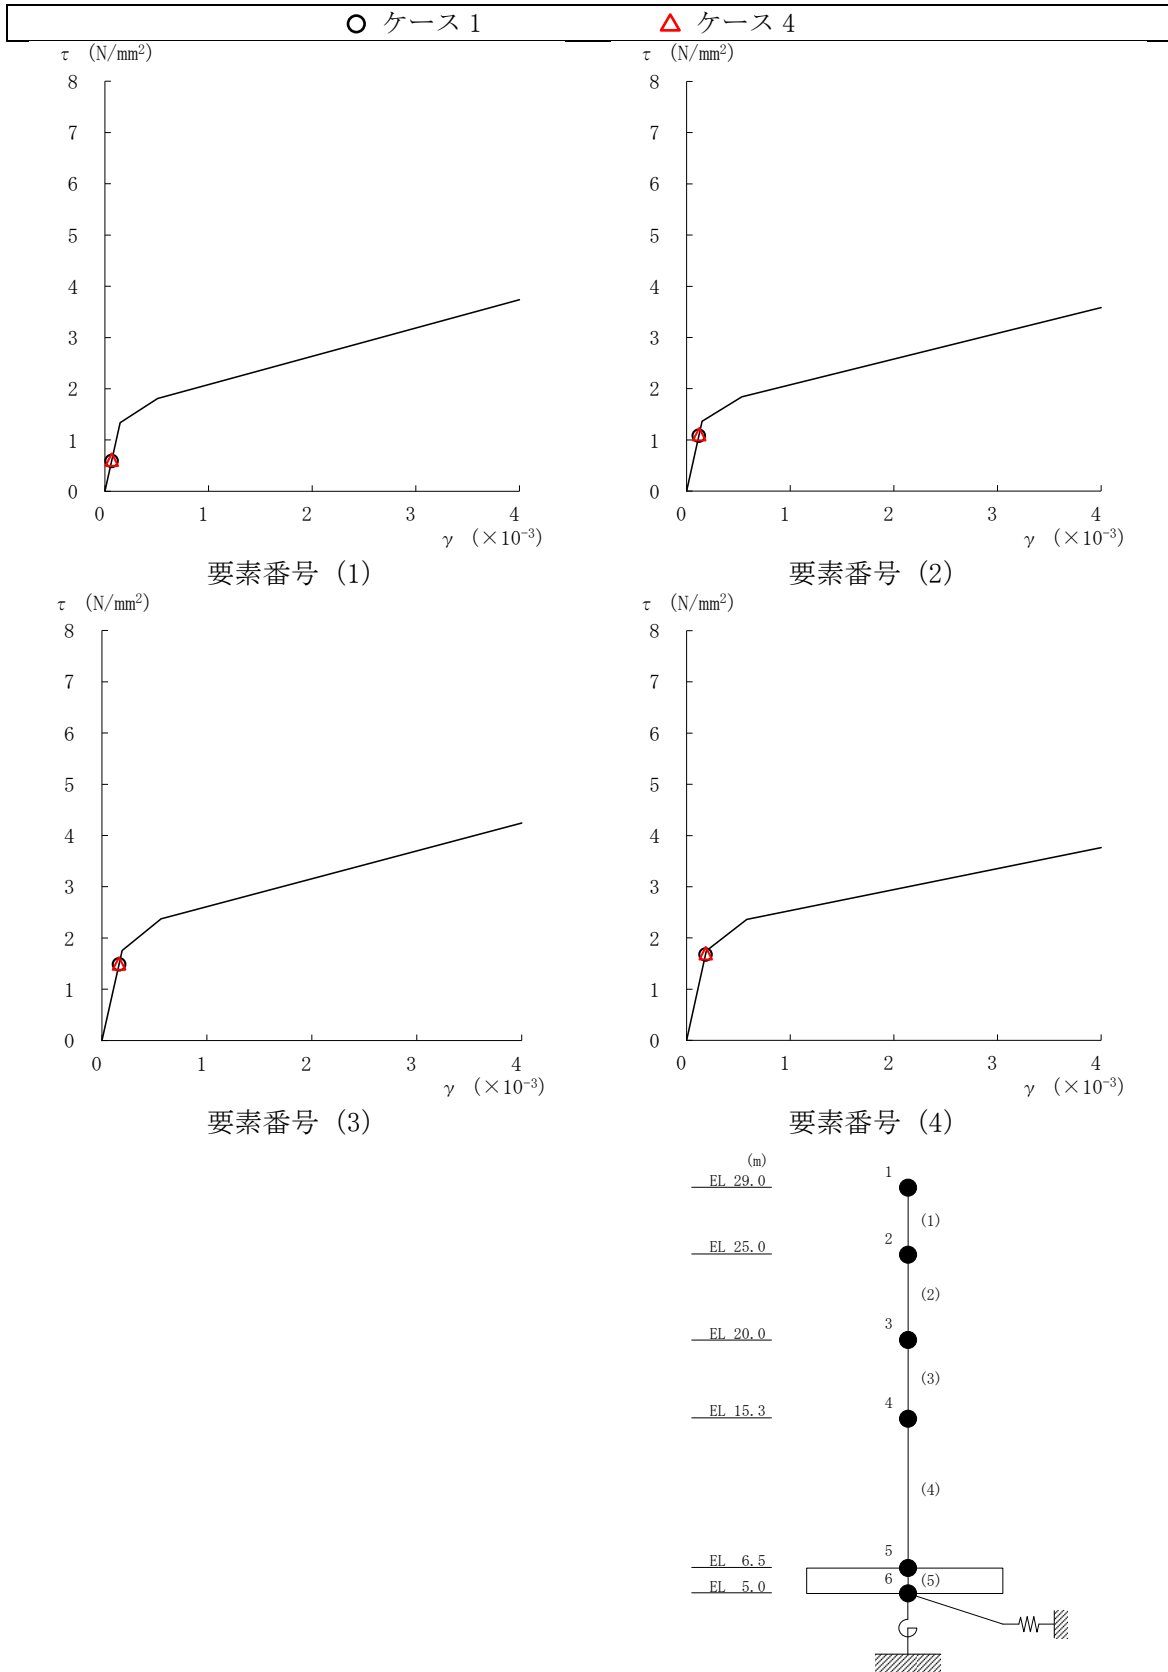 ケース1 ケース4
τ (N/mm²) τ (N/mm²)
8 8
7 7
6 6
5 5
4 4
3 3
2 2
1 1
0 0
0 1 2 3 4 0 1 2 3 4
γ (×10⁻³) γ (×10⁻³)
要素番号 (1) 要素番号 (2)
τ (N/mm²) τ (N/mm²)
8 8
7 7
6 6
5 5
4 4
3 3
2 2
1 1
0 0
0 1 2 3 4 0 1 2 3 4
γ (×10⁻³) γ (×10⁻³)
要素番号 (3) 要素番号 (4)
(m)
EL 29.0 1
(1)
EL 25.0 2
(2)
EL 20.0 3
(3)
EL 15.3 4
(4)
EL 6.5 5
EL 5.0 6 (5)